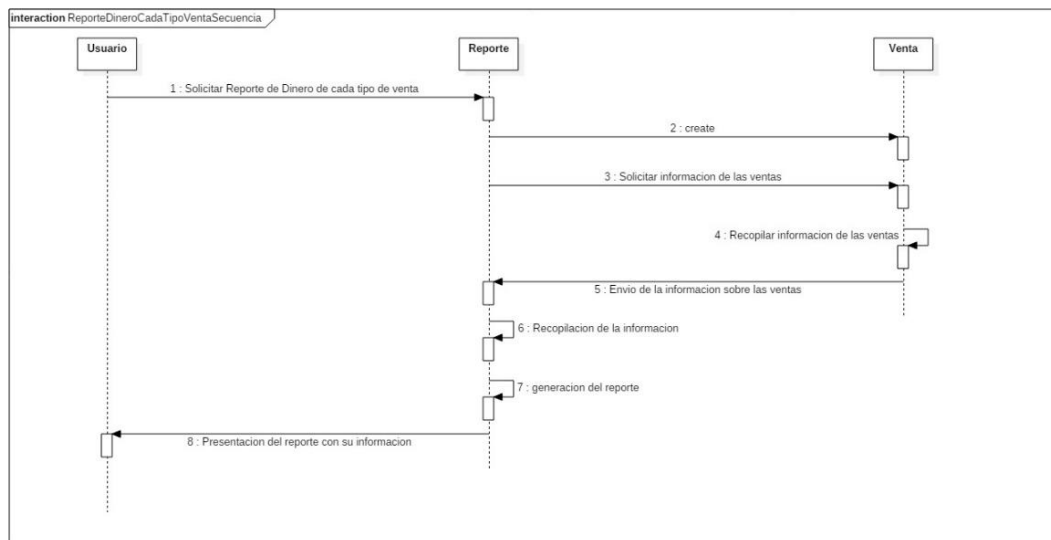 interaction ReporteDineroCadaTipoVentaSecuencia
Usuario
Reporte
Venta
1 : Solicitar Reporte de Dinero de cada tipo de venta
2 : create
3 : Solicitar informacion de las ventas
4 : Recopilar informacion de las ventas
5 : Envio de la informacion sobre las ventas
6 : Recopilacion de la informacion
7 : generacion del reporte
8 : Presentacion del reporte con su informacion